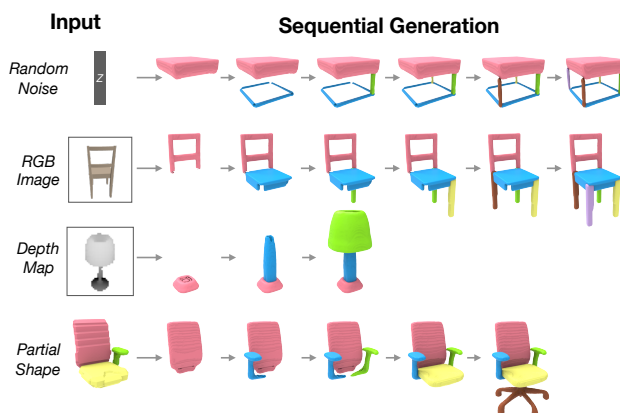 Input
Sequential Generation
Random
Noise
z
RGB
Image
Depth
Map
Partial
Shape